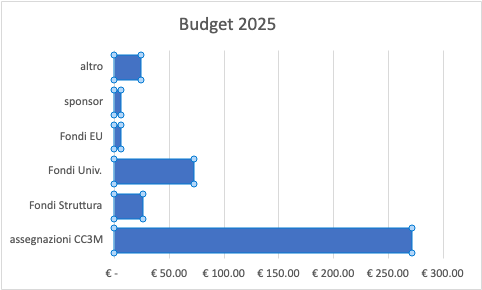 Budget 2025
altro
sponsor
Fondi EU
Fondi Univ.
Fondi Struttura
assegnazioni CC3M
€ - € 50.00 € 100.00 € 150.00 € 200.00 € 250.00 € 300.00